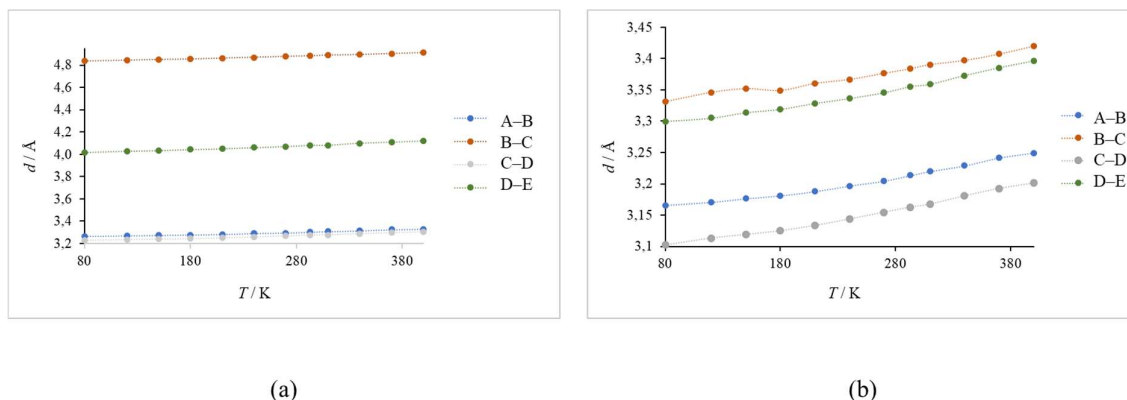 4,8
4,6
4,4
4,2
4,0
3,8
3,6
3,4
3,2
d / Å
80
180
280
380
T / K
A–B
B–C
C–D
D–E
(a)
3,45
3,4
3,35
3,3
3,25
3,2
3,15
3,1
d / Å
80
180
280
380
T / K
A–B
B–C
C–D
D–E
(b)